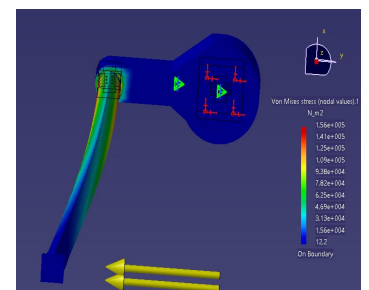 x
y
z
Von Mises stress (nodal values).1
N_m2
1.56e+005
1.41e+005
1.25e+005
1.09e+005
9.38e+004
7.82e+004
6.25e+004
4.69e+004
3.13e+004
1.56e+004
12.2
On Boundary